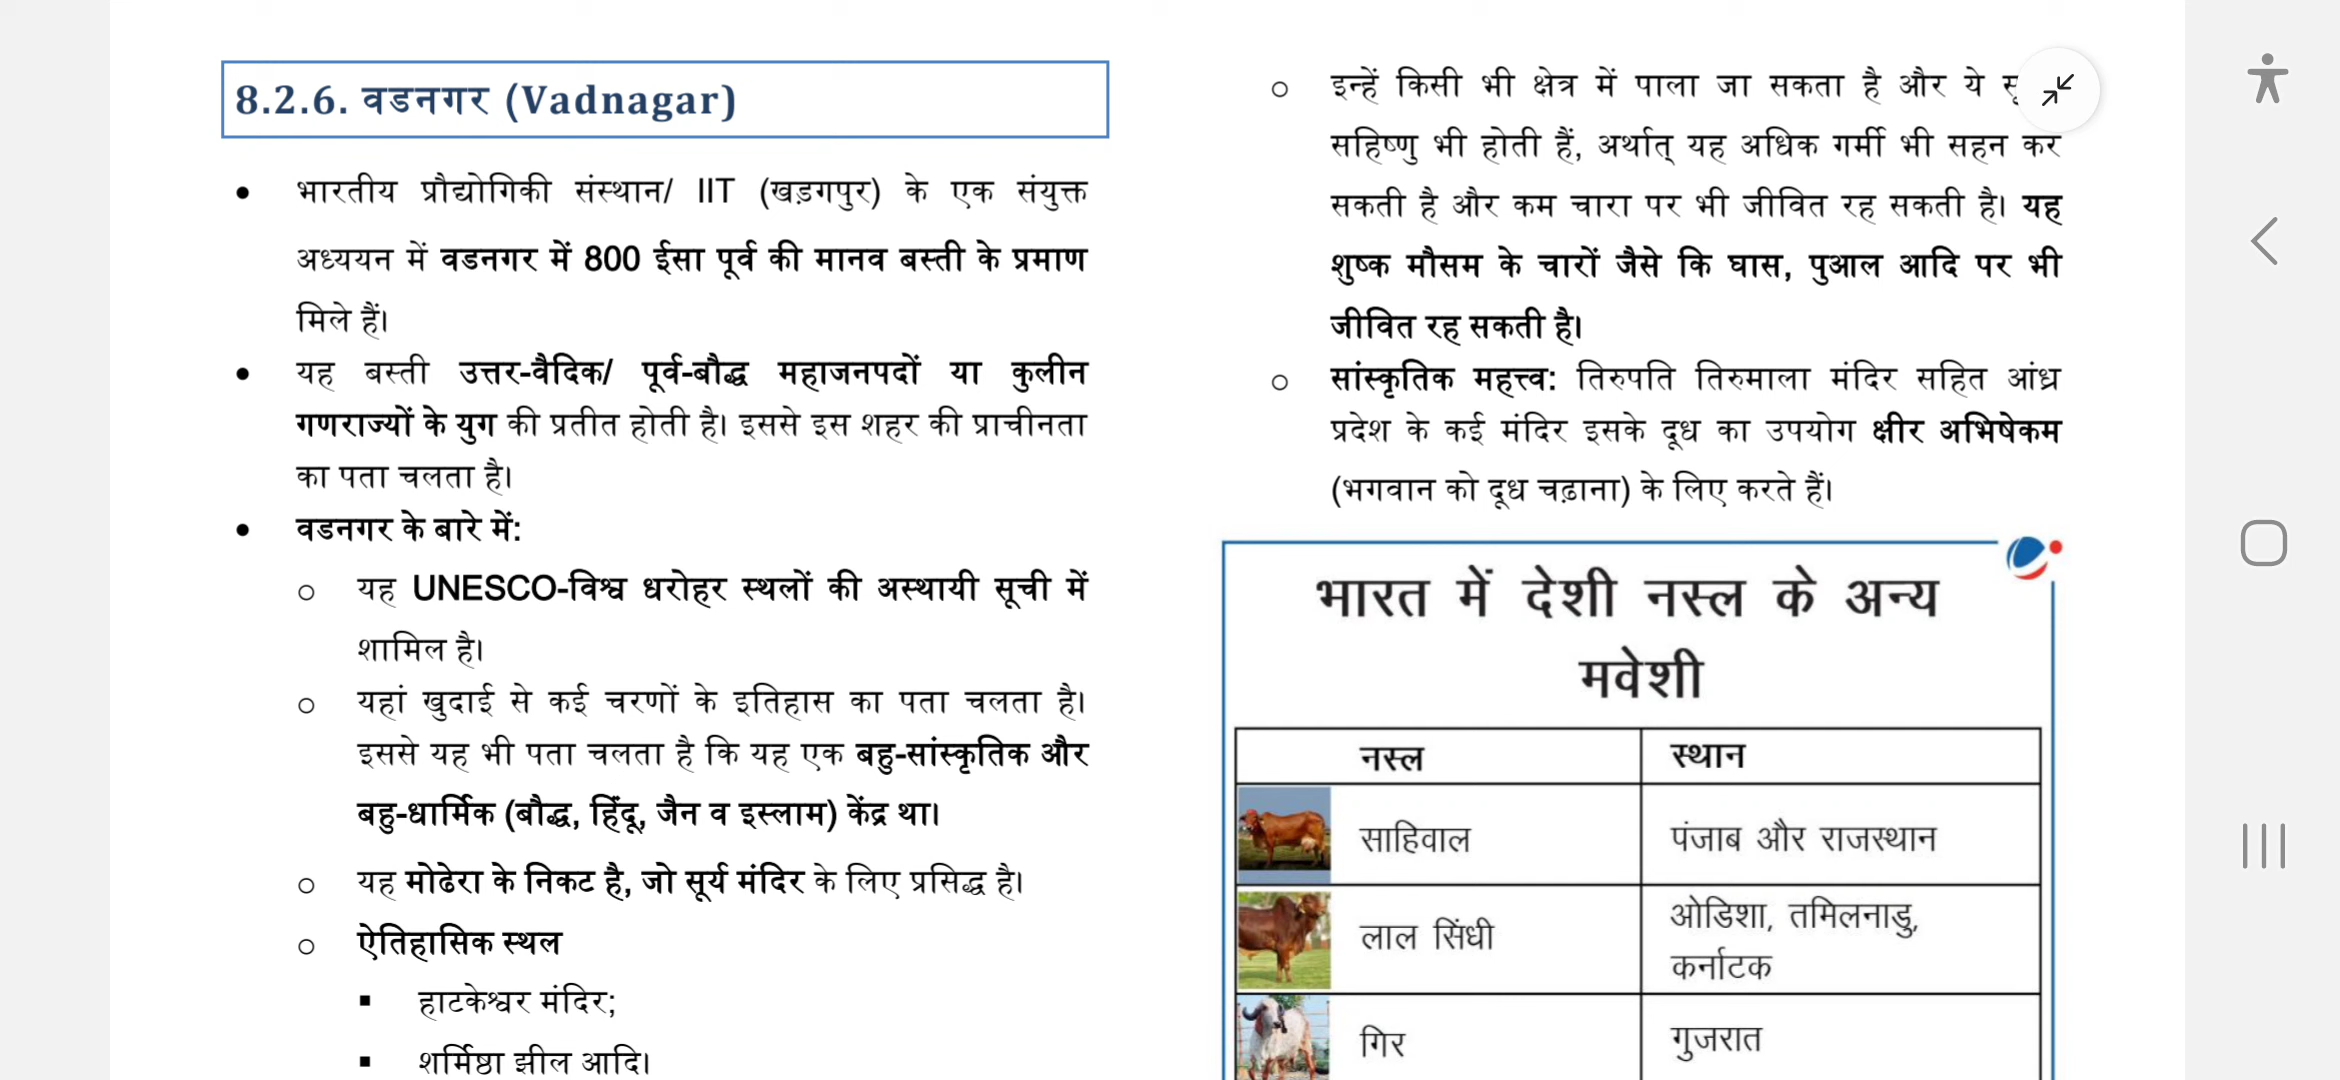 8.2.6. वडनगर (Vadnagar)
• भारतीय प्रौद्योगिकी संस्थान/ IIT (खड़गपुर) के एक संयुक्त
अध्ययन में वडनगर में 800 ईसा पूर्व की मानव बस्ती के प्रमाण
मिले हैं।
• यह बस्ती उत्तर-वैदिक/ पूर्व-बौद्ध महाजनपदों या कुलीन
गणराज्यों के युग की प्रतीत होती है। इससे इस शहर की प्राचीनता
का पता चलता है।
• वडनगर के बारे में:
o यह UNESCO-विश्व धरोहर स्थलों की अस्थायी सूची में
शामिल है।
o यहां खुदाई से कई चरणों के इतिहास का पता चलता है।
इससे यह भी पता चलता है कि यह एक बहु-सांस्कृतिक और
बहु-धार्मिक (बौद्ध, हिंदू, जैन व इस्लाम) केंद्र था।
o यह मोढेरा के निकट है, जो सूर्य मंदिर के लिए प्रसिद्ध है।
o ऐतिहासिक स्थल
▪ हाटकेश्वर मंदिर;
▪ शर्मिष्ठा झील आदि।
o इन्हें किसी भी क्षेत्र में पाला जा सकता है और ये
सहिष्णु भी होती हैं, अर्थात् यह अधिक गर्मी भी सहन कर
सकती है और कम चारा पर भी जीवित रह सकती है। यह
शुष्क मौसम के चारों जैसे कि घास, पुआल आदि पर भी
जीवित रह सकती है।
o सांस्कृतिक महत्त्व: तिरुपति तिरुमाला मंदिर सहित आंध्र
प्रदेश के कई मंदिर इसके दूध का उपयोग क्षीर अभिषेकम
(भगवान को दूध चढ़ाना) के लिए करते हैं।
भारत में देशी नस्ल के अन्य
मवेशी
नस्ल स्थान
साहिवाल पंजाब और राजस्थान
लाल सिंधी ओडिशा, तमिलनाडु,
कर्नाटक
गिर गुजरात